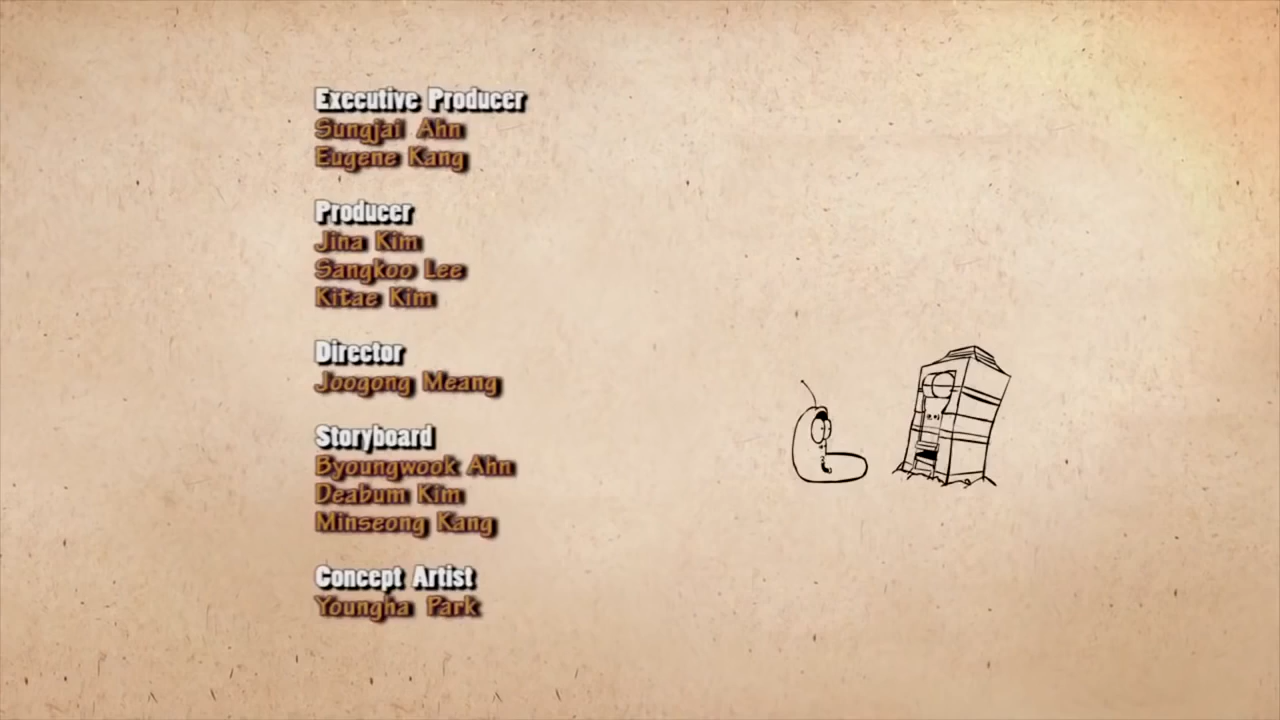 Executive Producer
Sungjai Ahn
Eugene Kang
Producer
Jina Kim
Sangkoo Lee
Kitae Kim
Director
Joogong Meang
Storyboard
Byoungwook Ahn
Deabum Kim
Minseong Kang
Concept Artist
Youngha Park